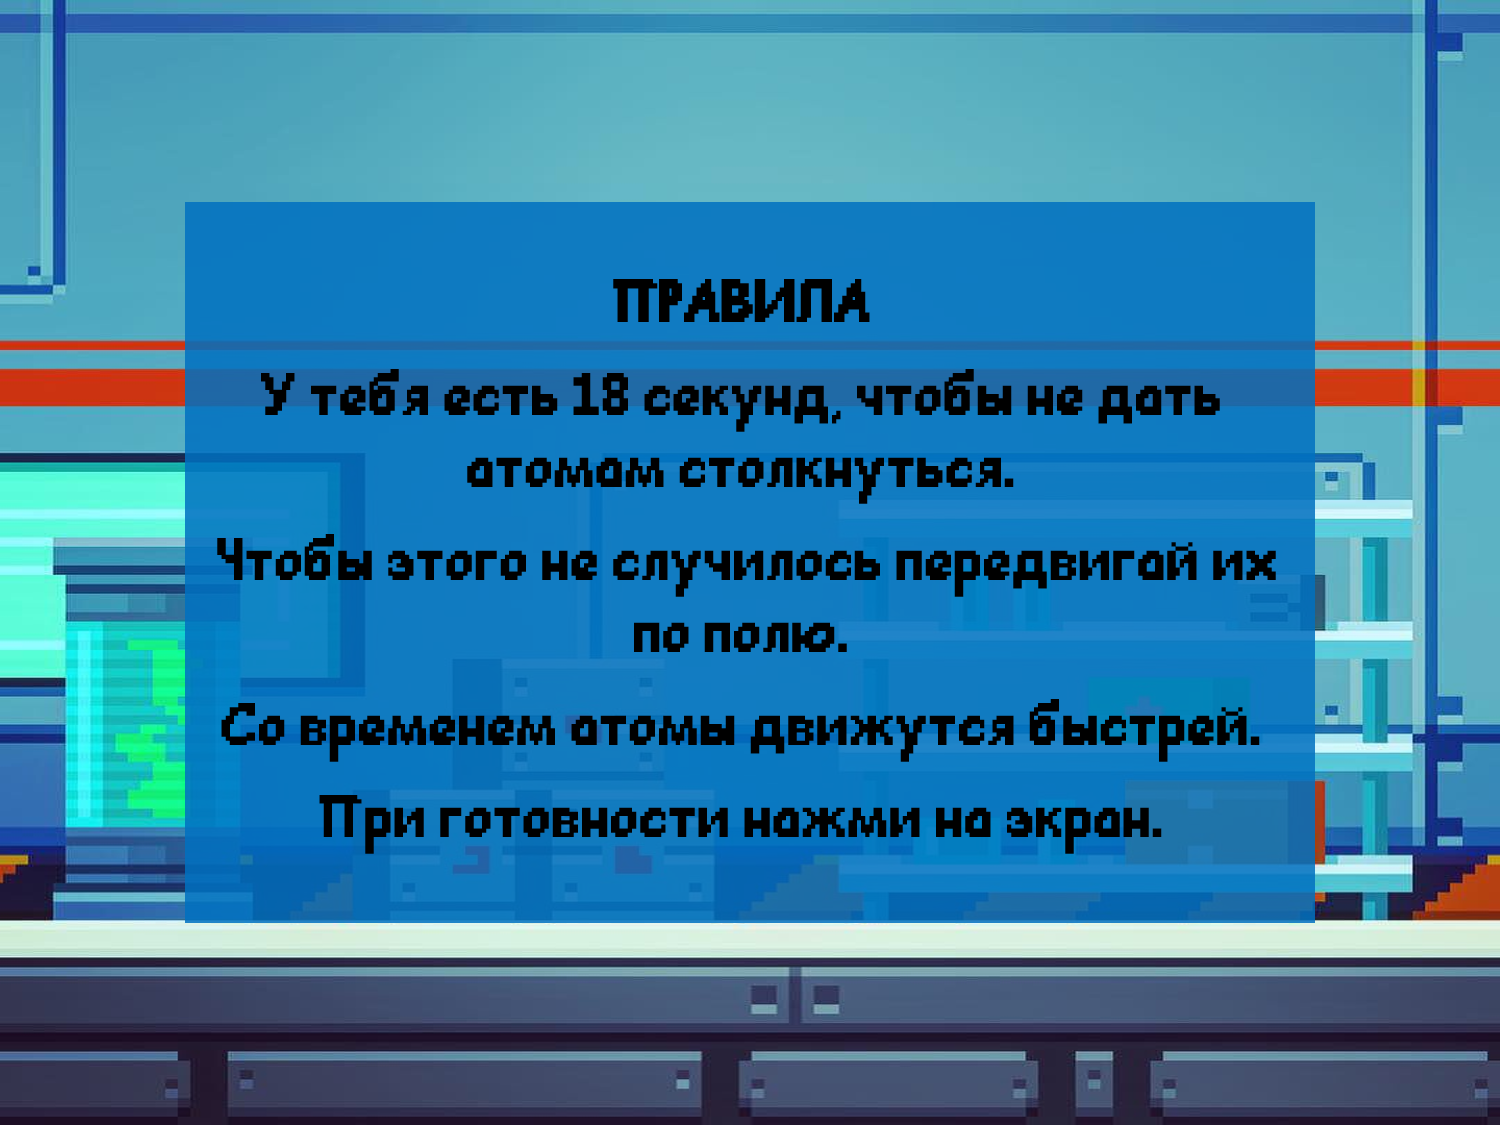 ПРАВИЛА
У тебя есть 18 секунд, чтобы не дать
атомам столкнуться.
Чтобы этого не случилось передвигай их
по полю.
Со временем атомы движутся быстрей.
При готовности нажми на экран.